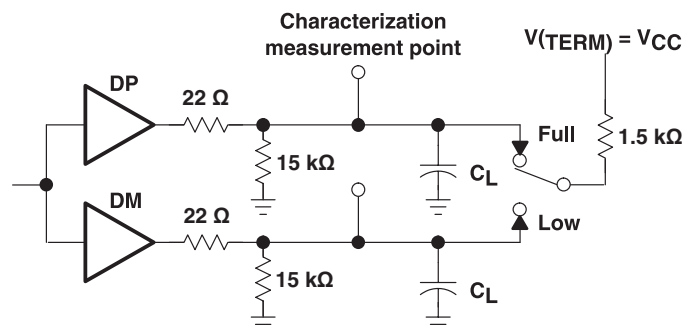 Characterization
measurement point
V(TERM) = VCC
DP
22 Ω
Full
1.5 kΩ
15 kΩ
CL
DM
22 Ω
Low
15 kΩ
CL